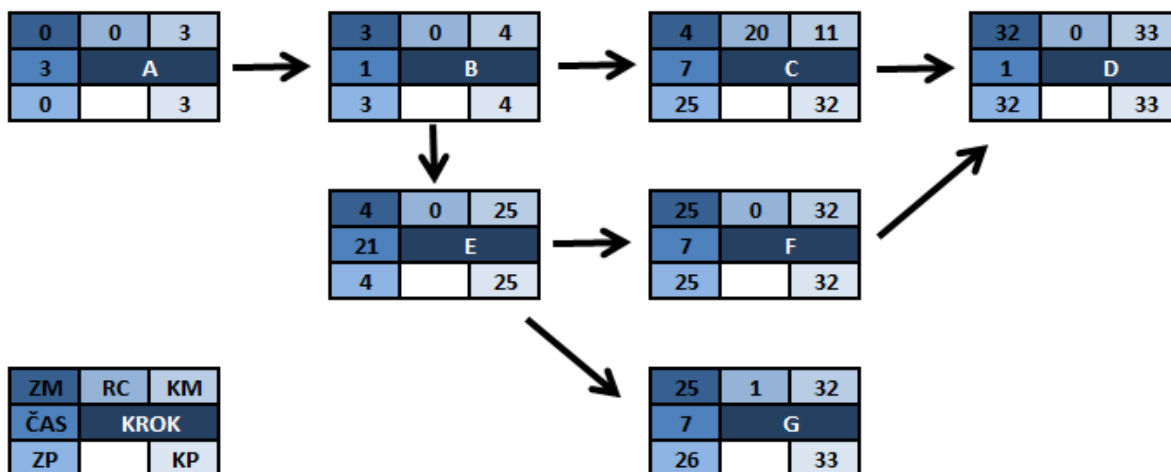 0 0 3
3 A
0 3
3 0 4
1 B
3 4
4 20 11
7 C
25 32
32 0 33
1 D
32 33
4 0 25
21 E
4 25
25 0 32
7 F
25 32
ZM RC KM
ČAS KROK
ZP KP
25 1 32
7 G
26 33